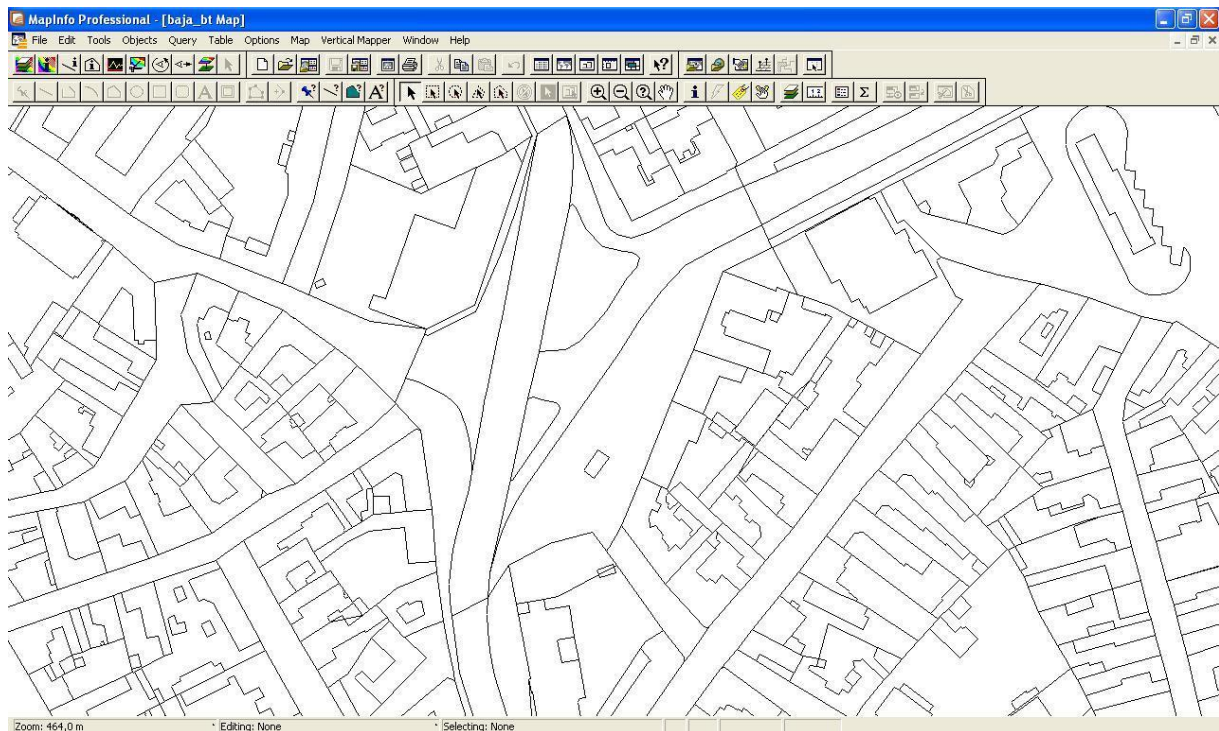 MapInfo Professional - [baja_bt Map]
File Edit Tools Objects Query Table Options Map Vertical Mapper Window Help
Zoom: 464,0 m Editing: None Selecting: None